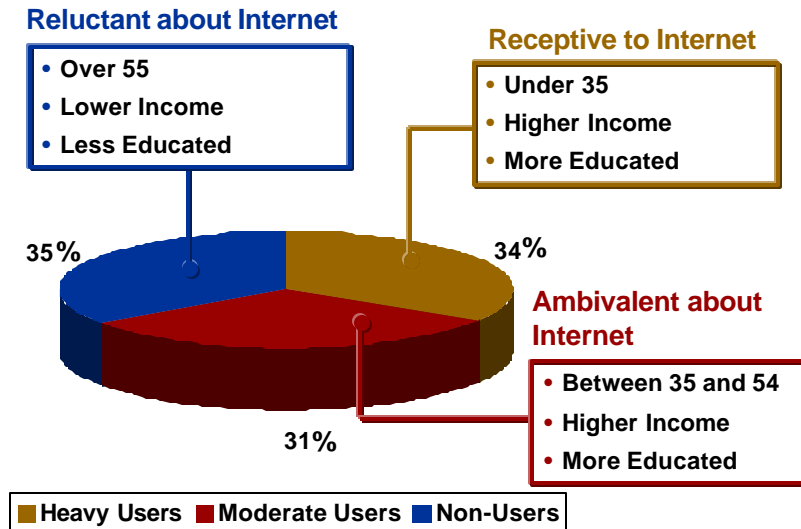 Reluctant about Internet
• Over 55
• Lower Income
• Less Educated
Receptive to Internet
• Under 35
• Higher Income
• More Educated
35%
34%
Ambivalent about
Internet
• Between 35 and 54
• Higher Income
• More Educated
31%
Heavy Users Moderate Users Non-Users